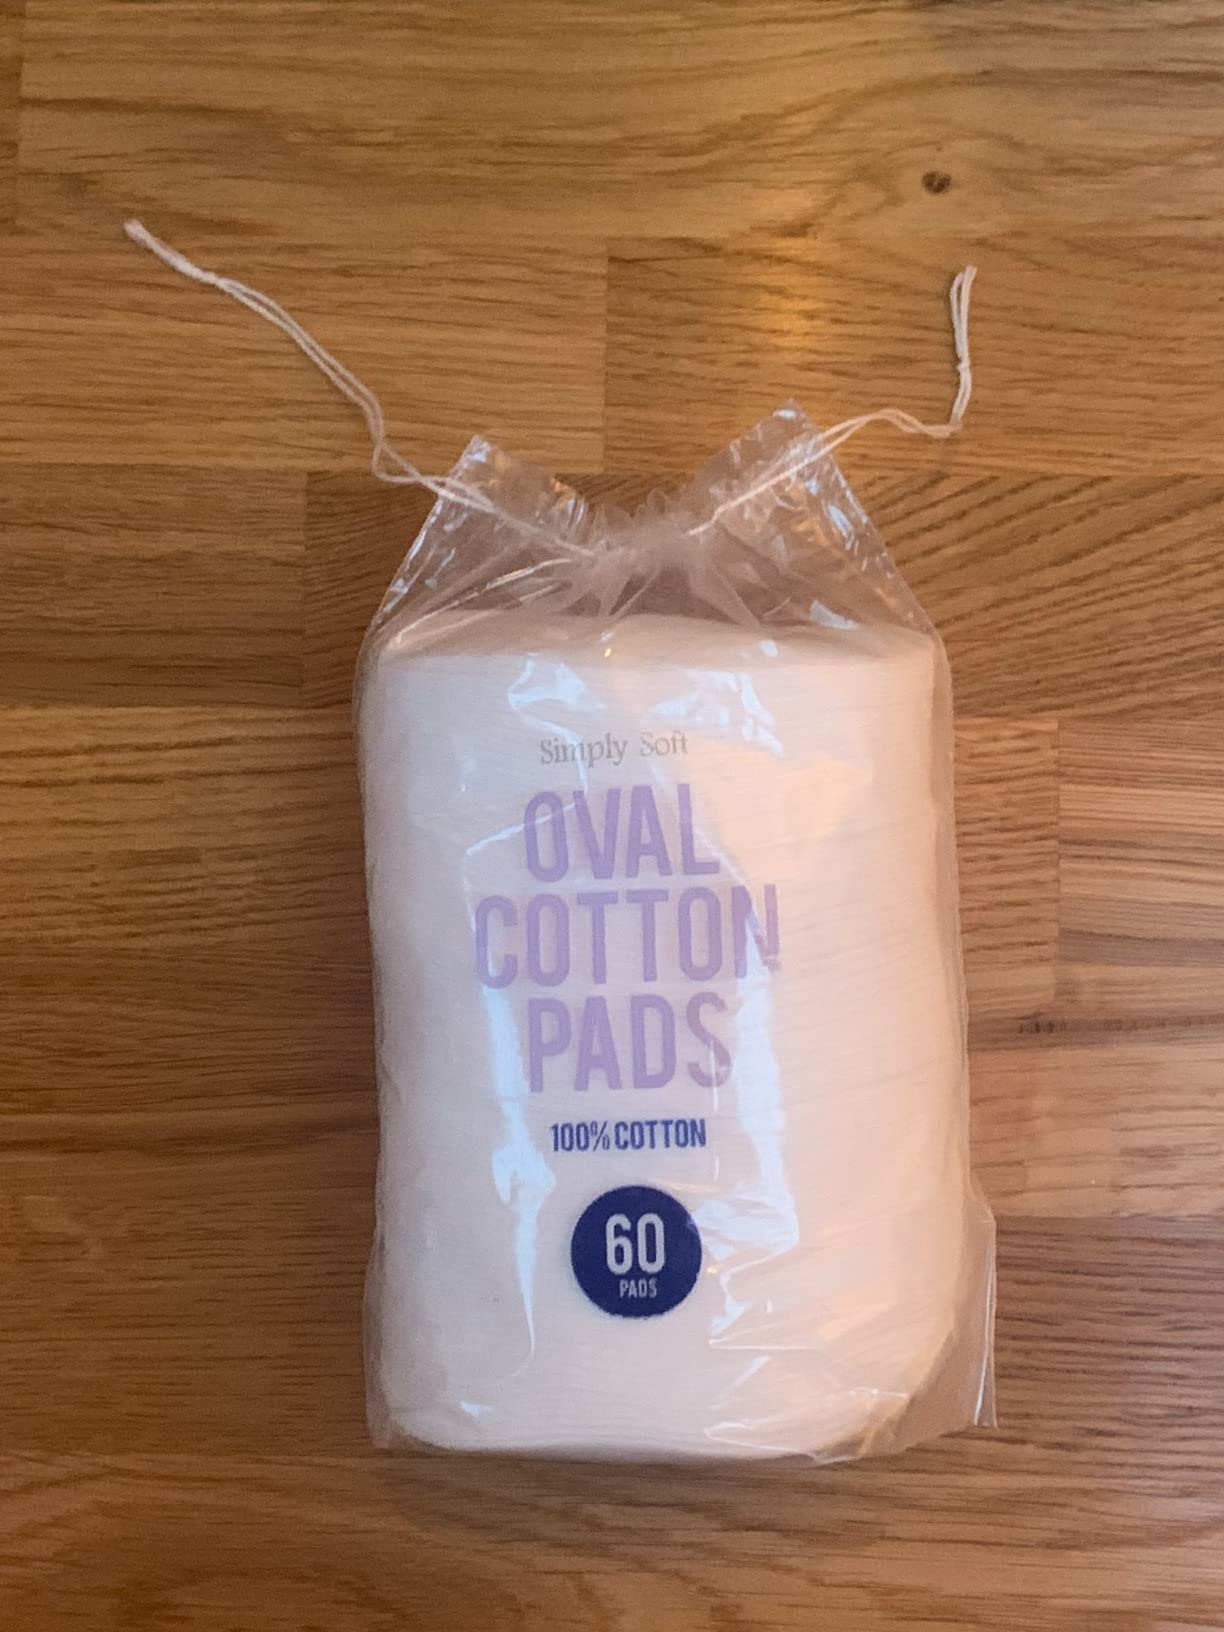 Simply Soft
OVAL
COTTON
PADS
100% COTTON
60
PADS